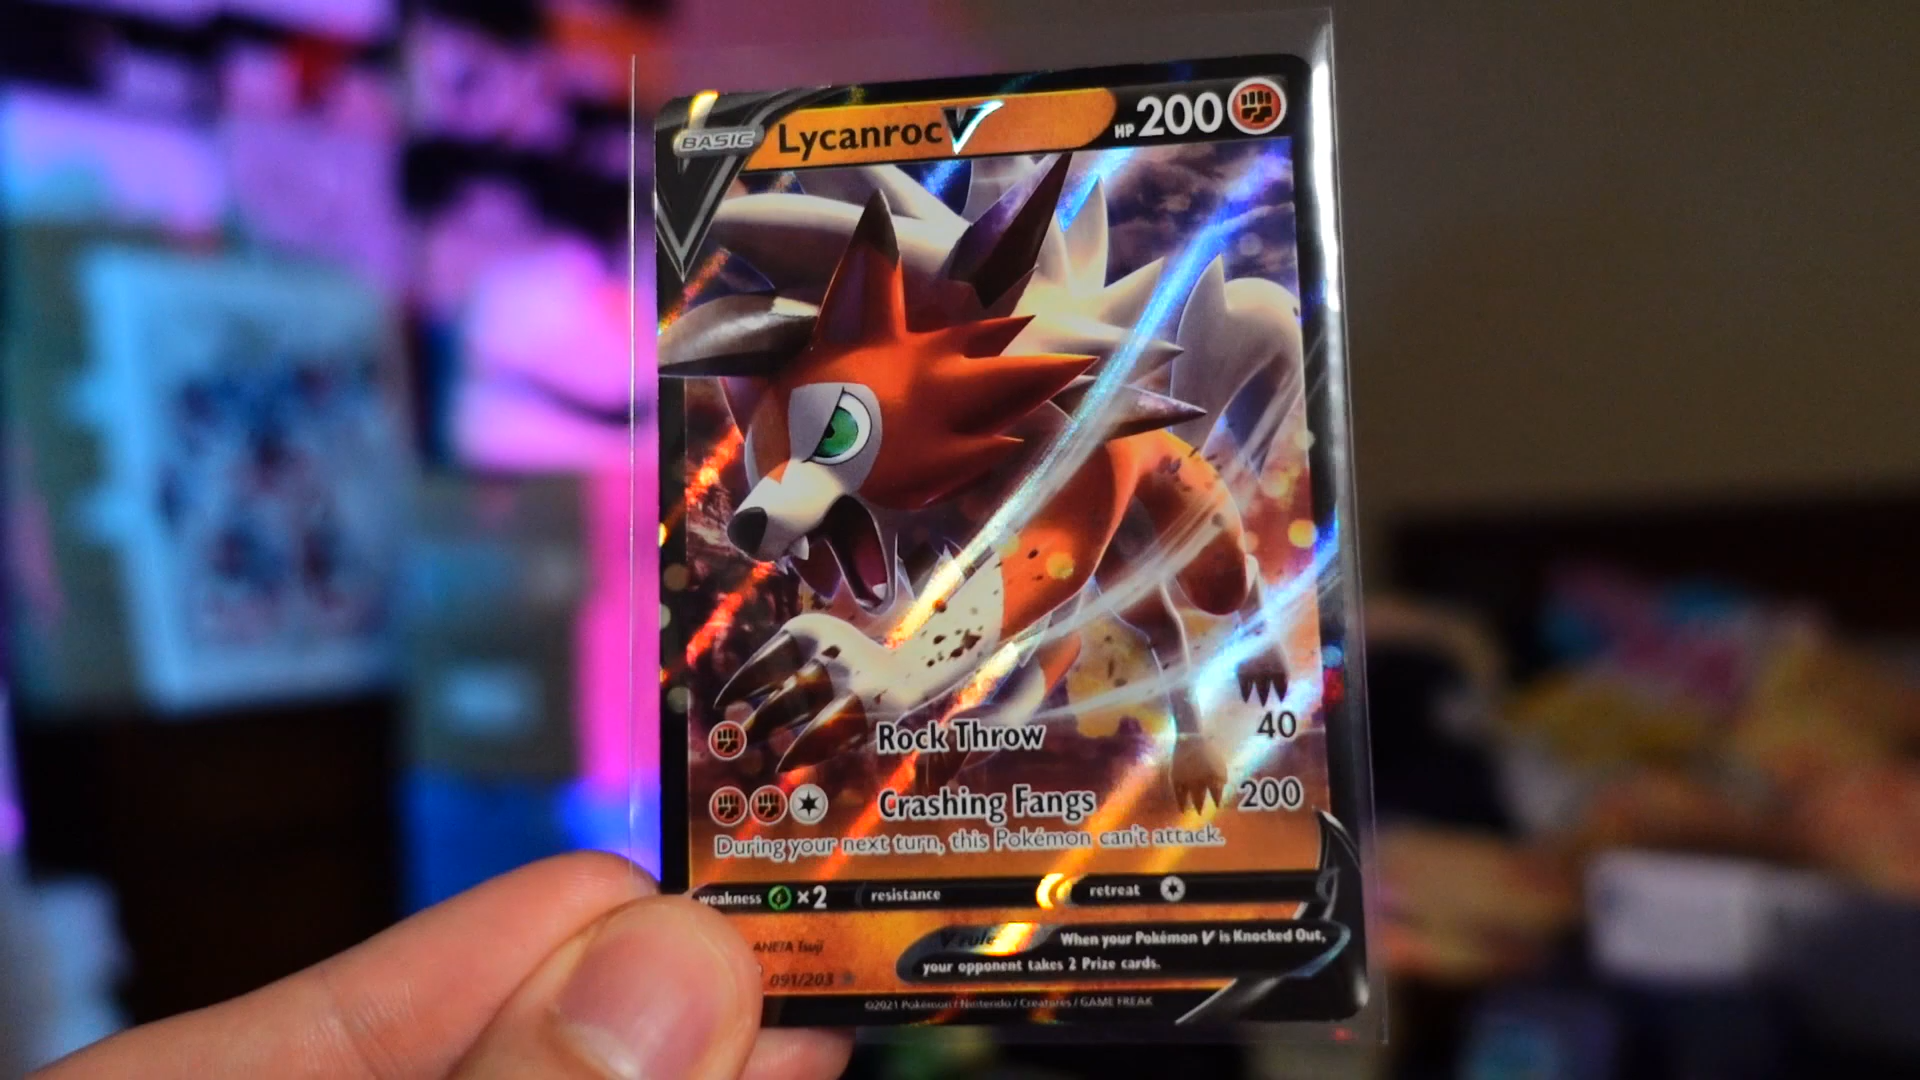 BASIC Lycanroc V HP 200
Rock Throw 40
Crashing Fangs 200
During your next turn, this Pokémon can't attack.
weakness ×2 resistance retreat
V rule When your Pokémon V is Knocked Out,
your opponent takes 2 Prize cards.
Tsuji
091/203
©2021 Pokémon / Nintendo / Creatures / GAME FREAK